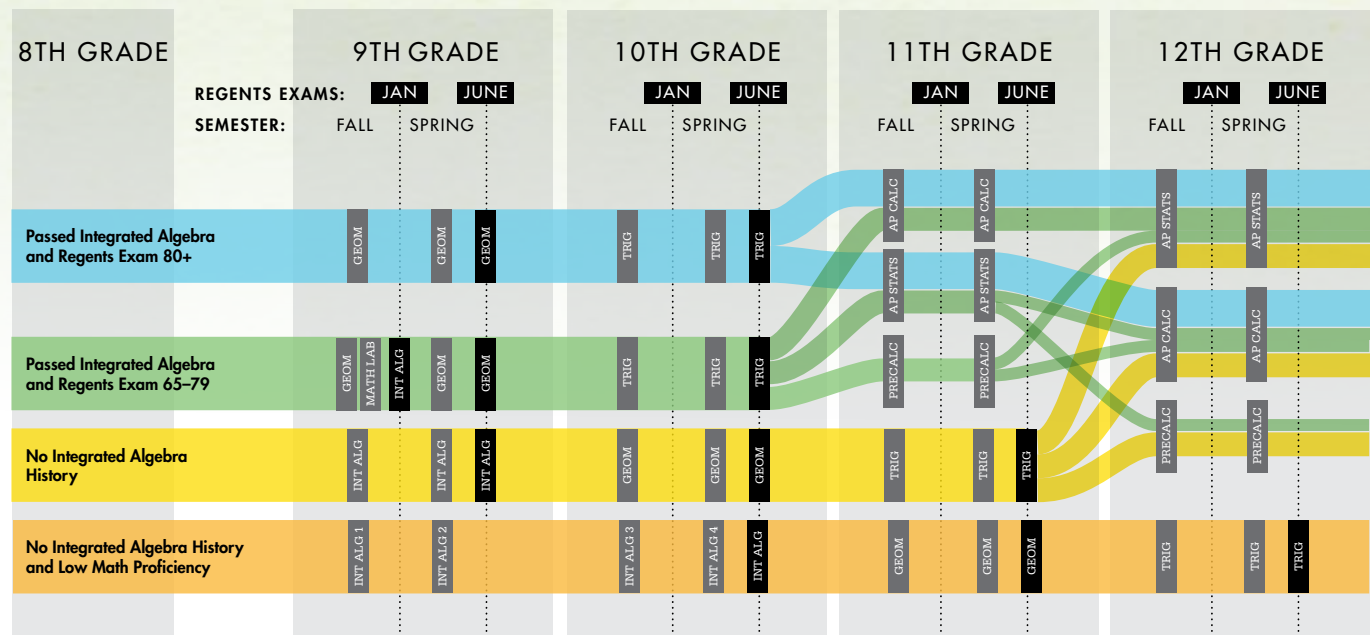 8TH GRADE
9TH GRADE
10TH GRADE
11TH GRADE
12TH GRADE
REGENTS EXAMS: JAN JUNE JAN JUNE JAN JUNE JAN JUNE
SEMESTER: FALL SPRING FALL SPRING FALL SPRING FALL SPRING
Passed Integrated Algebra
and Regents Exam 80+
GEOM
GEOM
GEOM
TRIG
TRIG
TRIG
AP CALC
AP CALC
AP STATS
AP STATS
AP STATS
AP STATS
Passed Integrated Algebra
and Regents Exam 65–79
GEOM
MATH LAB
INT ALG
GEOM
GEOM
TRIG
TRIG
TRIG
PRECALC
PRECALC
AP CALC
AP CALC
No Integrated Algebra
History
INT ALG
INT ALG
INT ALG
GEOM
GEOM
GEOM
TRIG
TRIG
TRIG
PRECALC
PRECALC
No Integrated Algebra History
and Low Math Proficiency
INT ALG 1
INT ALG 2
INT ALG 3
INT ALG 4
INT ALG
GEOM
GEOM
GEOM
TRIG
TRIG
TRIG